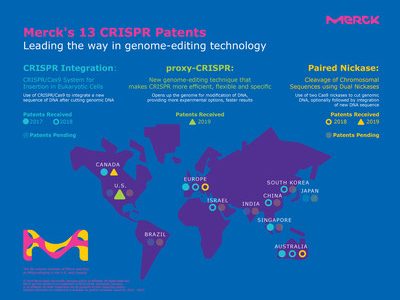 MERCK
Merck's 13 CRISPR Patents
Leading the way in genome-editing technology
CRISPR Integration:
CRISPR/Cas9 System for
Insertion in Eukaryotic Cells
Use of CRISPR/Cas9 to integrate a new
sequence of DNA after cutting genomic DNA
Patents Received
2017 2018
Patents Pending
proxy-CRISPR:
New genome-editing technique that
makes CRISPR more efficient, flexible and specific
Opens up the genome for modification of DNA,
providing more experimental options, faster results
Patents Received
2019
Paired Nickase:
Cleavage of Chromosomal
Sequences using Dual Nickases
Use of two Cas9 nickases to cut genomic
DNA, optionally followed by integration
of new DNA sequence
Patents Received
2018 2019
Patents Pending
CANADA
U.S.
EUROPE
SOUTH KOREA
CHINA
JAPAN
ISRAEL
INDIA
BRAZIL
SINGAPORE
AUSTRALIA